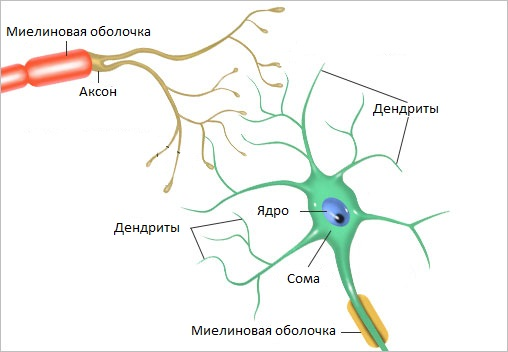 Миелиновая оболочка
Аксон
Дендриты
Ядро
Дендриты
Сома
Миелиновая оболочка